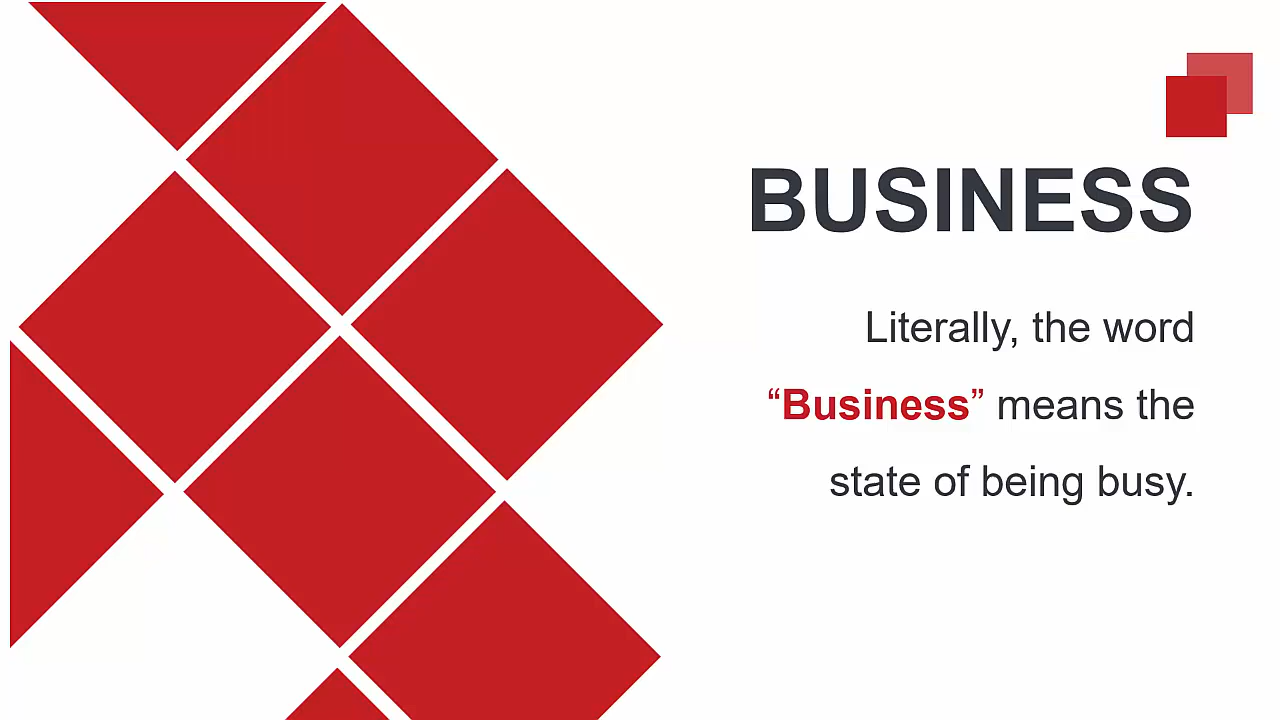 BUSINESS
Literally, the word
“Business” means the
state of being busy.